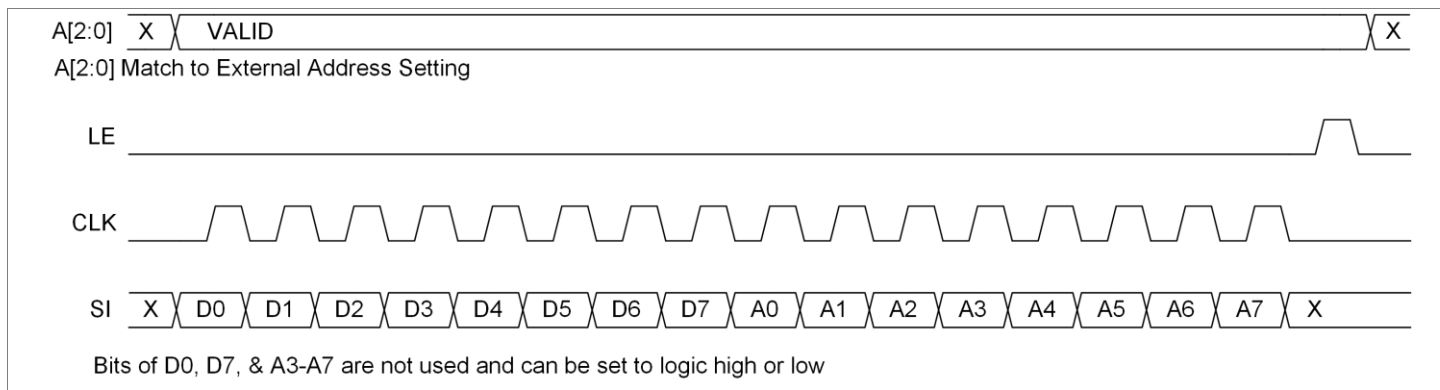 A[2:0] X VALID X
A[2:0] Match to External Address Setting
LE
CLK
SI X D0 D1 D2 D3 D4 D5 D6 D7 A0 A1 A2 A3 A4 A5 A6 A7 X
Bits of D0, D7, & A3-A7 are not used and can be set to logic high or low